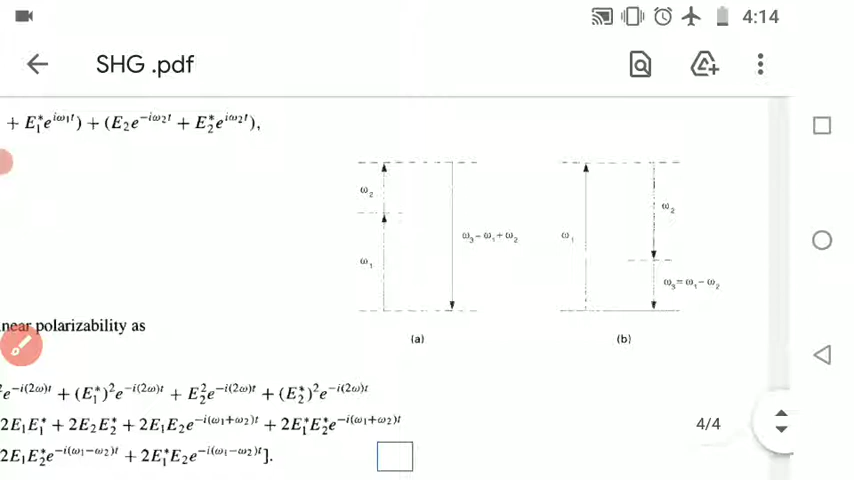 4:14
SHG .pdf
+ E₁*e^{iω₁t}) + (E₂e^{−iω₂t} + E₂*e^{iω₂t}),
ω₂
ω₁
ω₃ = ω₁ + ω₂
(a)
ω₁
ω₂
ω₃ = ω₁ − ω₂
(b)
near polarizability as
²e^{−i(2ω)t} + (E₁*)²e^{−i(2ω)t} + E₂²e^{−i(2ω)t} + (E₂*)²e^{−i(2ω)t}
2E₁E₁* + 2E₂E₂* + 2E₁E₂e^{−i(ω₁+ω₂)t} + 2E₁*E₂*e^{−i(ω₁+ω₂)t}
2E₁E₂*e^{−i(ω₁−ω₂)t} + 2E₁*E₂e^{−i(ω₁−ω₂)t}].
4/4